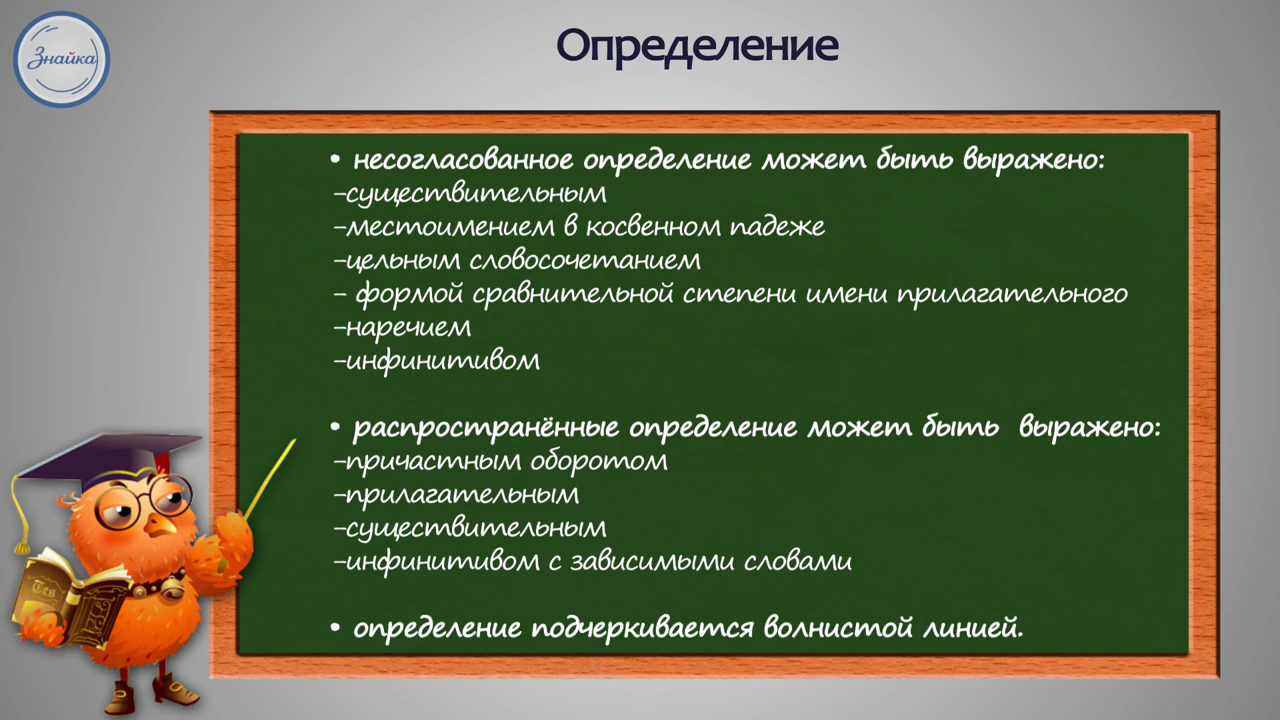 Знайка
Определение
• несогласованное определение может быть выражено:
-существительным
-местоимением в косвенном падеже
-цельным словосочетанием
- формой сравнительной степени имени прилагательного
-наречием
-инфинитивом
• распространённые определение может быть выражено:
-причастным оборотом
-прилагательным
-существительным
-инфинитивом с зависимыми словами
• определение подчеркивается волнистой линией.